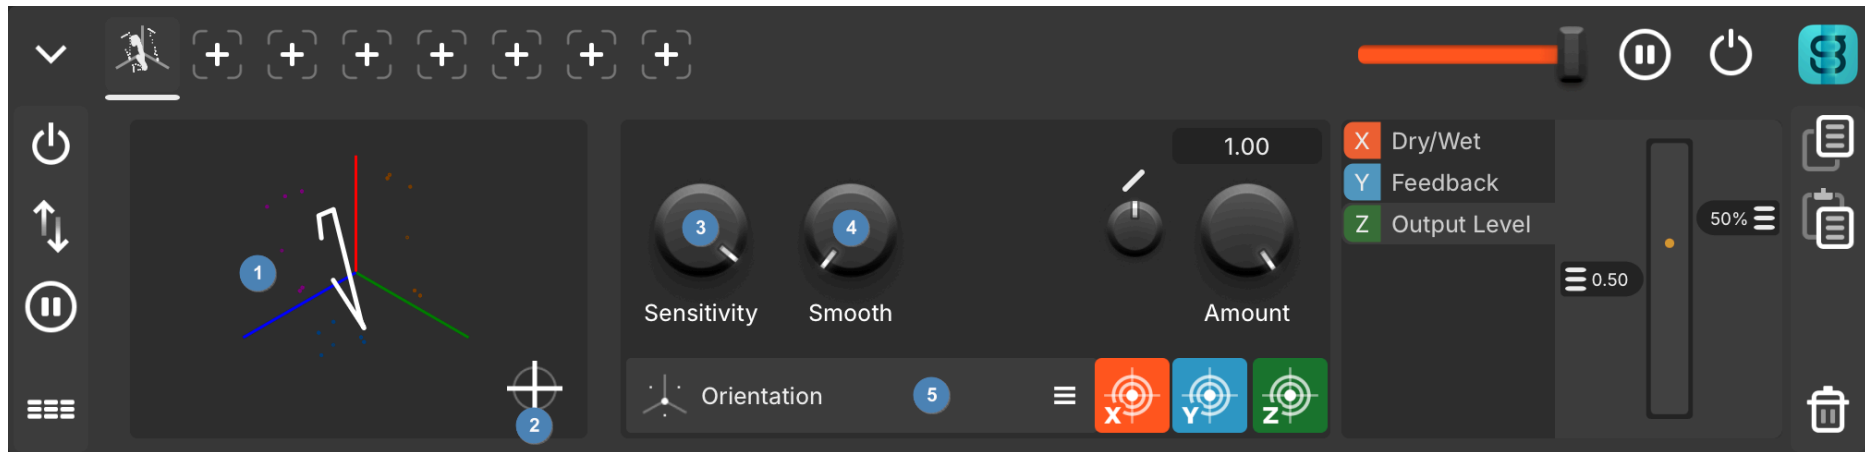 1.00
X Dry/Wet
Y Feedback
Z Output Level
50%
0.50
1
2
3
4
Sensitivity
Smooth
Amount
Orientation
5
X
Y
Z